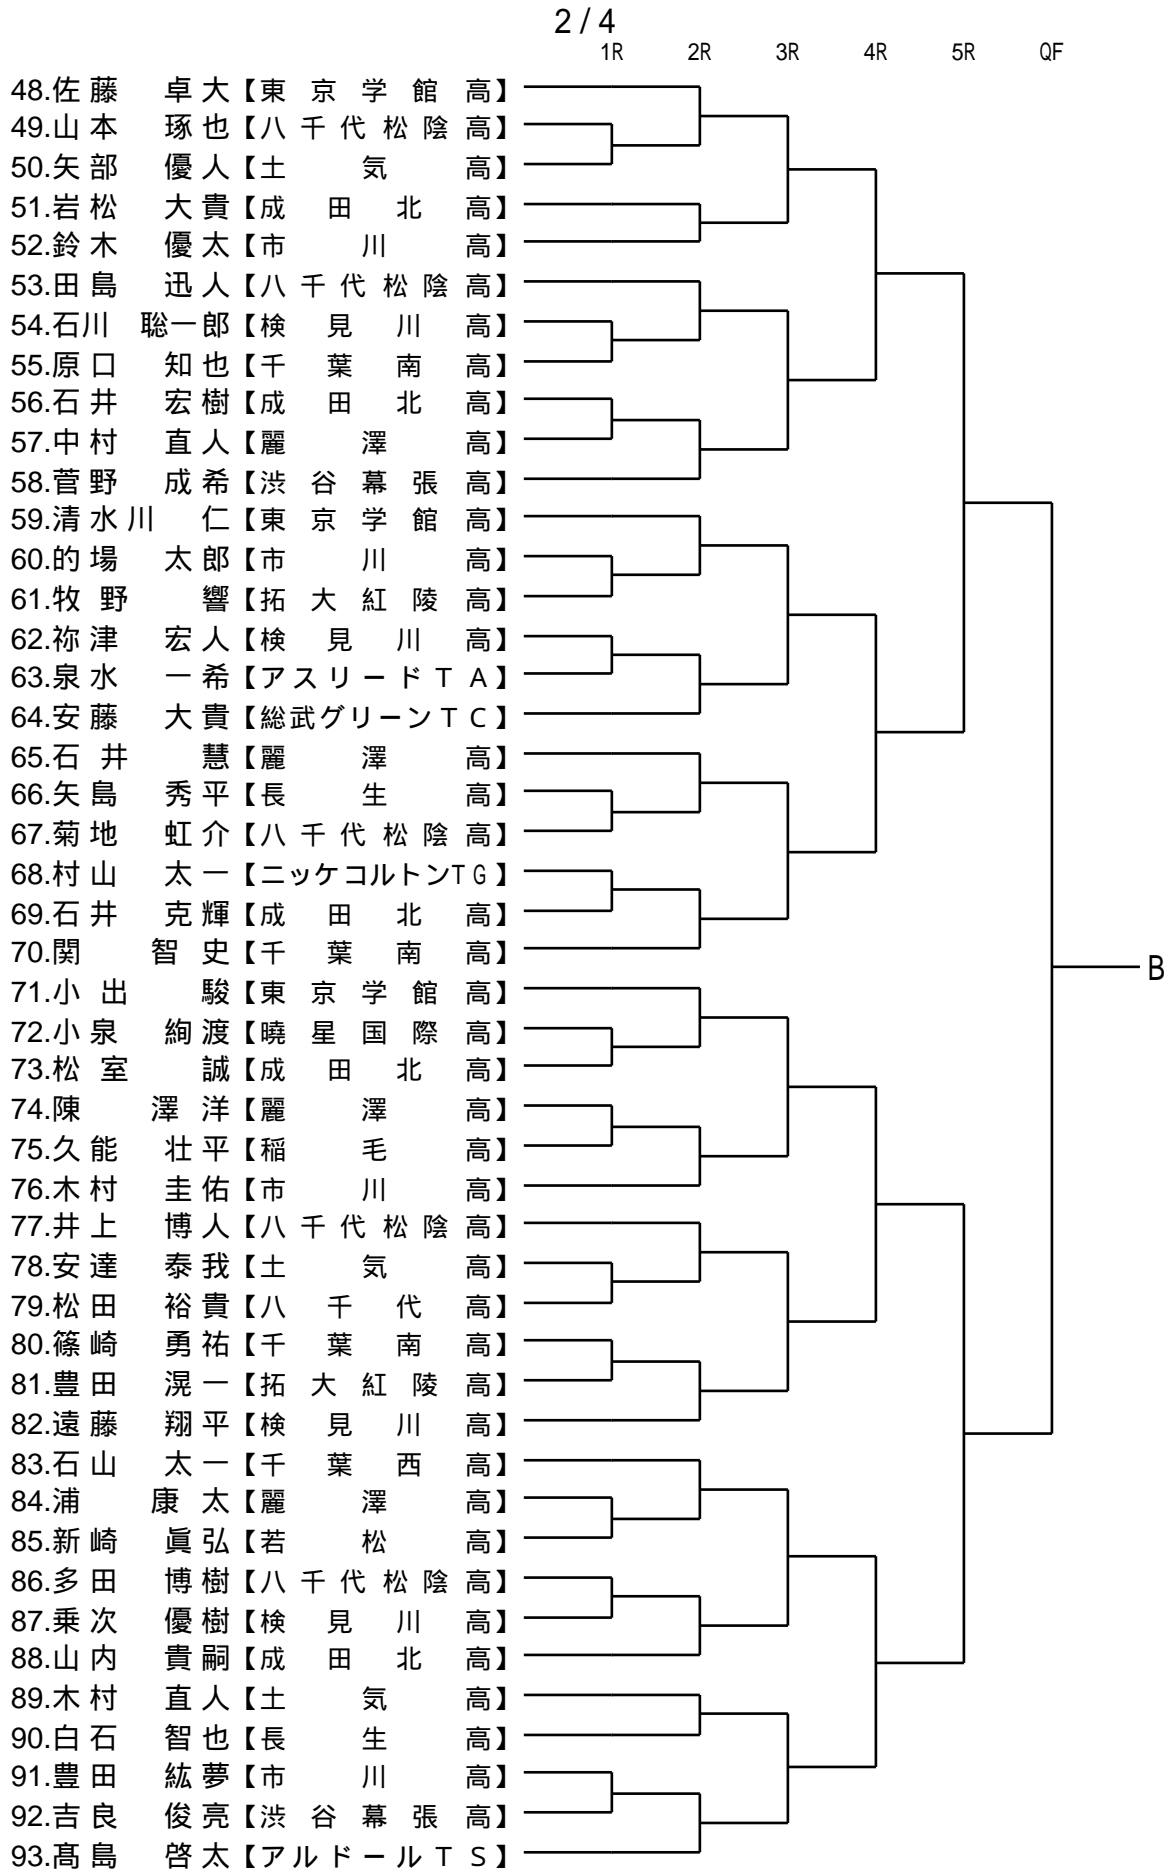 2 / 4
1R 2R 3R 4R 5R QF
48.佐藤 卓大【東京学館高】
49.山本 琢也【八千代松陰高】
50.矢部 優人【土気高】
51.岩松 大貴【成田北高】
52.鈴木 優太【市川高】
53.田島 迅人【八千代松陰高】
54.石川 聡一郎【検見川高】
55.原口 知也【千葉南高】
56.石井 宏樹【成田北高】
57.中村 直人【麗澤高】
58.菅野 成希【渋谷幕張高】
59.清水川 仁【東京学館高】
60.的場 太郎【市川高】
61.牧野 響【拓大紅陵高】
62.祢津 宏人【検見川高】
63.泉水 一希【アスリードTA】
64.安藤 大貴【総武グリーンTC】
65.石井 慧【麗澤高】
66.矢島 秀平【長生高】
67.菊地 虹介【八千代松陰高】
68.村山 太一【ニッケコルトンTG】
69.石井 克輝【成田北高】
70.関 智史【千葉南高】
B
71.小出 駿【東京学館高】
72.小泉 絢渡【暁星国際高】
73.松室 誠【成田北高】
74.陳 澤洋【麗澤高】
75.久能 壮平【稲毛高】
76.木村 圭佑【市川高】
77.井上 博人【八千代松陰高】
78.安達 泰我【土気高】
79.松田 裕貴【八千代高】
80.篠崎 勇祐【千葉南高】
81.豊田 滉一【拓大紅陵高】
82.遠藤 翔平【検見川高】
83.石山 太一【千葉西高】
84.浦 康太【麗澤高】
85.新崎 眞弘【若松高】
86.多田 博樹【八千代松陰高】
87.乗次 優樹【検見川高】
88.山内 貴嗣【成田北高】
89.木村 直人【土気高】
90.白石 智也【長生高】
91.豊田 紘夢【市川高】
92.吉良 俊亮【渋谷幕張高】
93.髙島 啓太【アルドールTS】